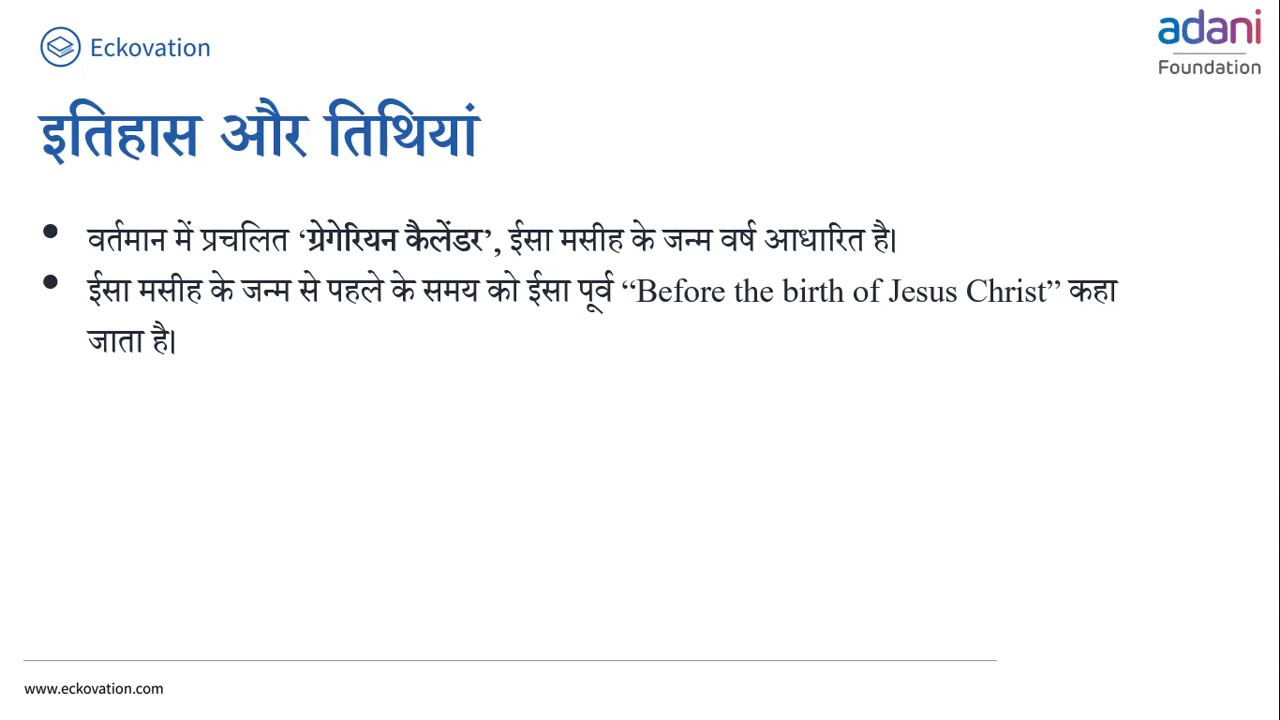 Eckovation
adani
Foundation
इतिहास और तिथियां
• वर्तमान में प्रचलित ‘ग्रेगेरियन कैलेंडर’, ईसा मसीह के जन्म वर्ष आधारित है।
• ईसा मसीह के जन्म से पहले के समय को ईसा पूर्व “Before the birth of Jesus Christ” कहा
जाता है।
www.eckovation.com